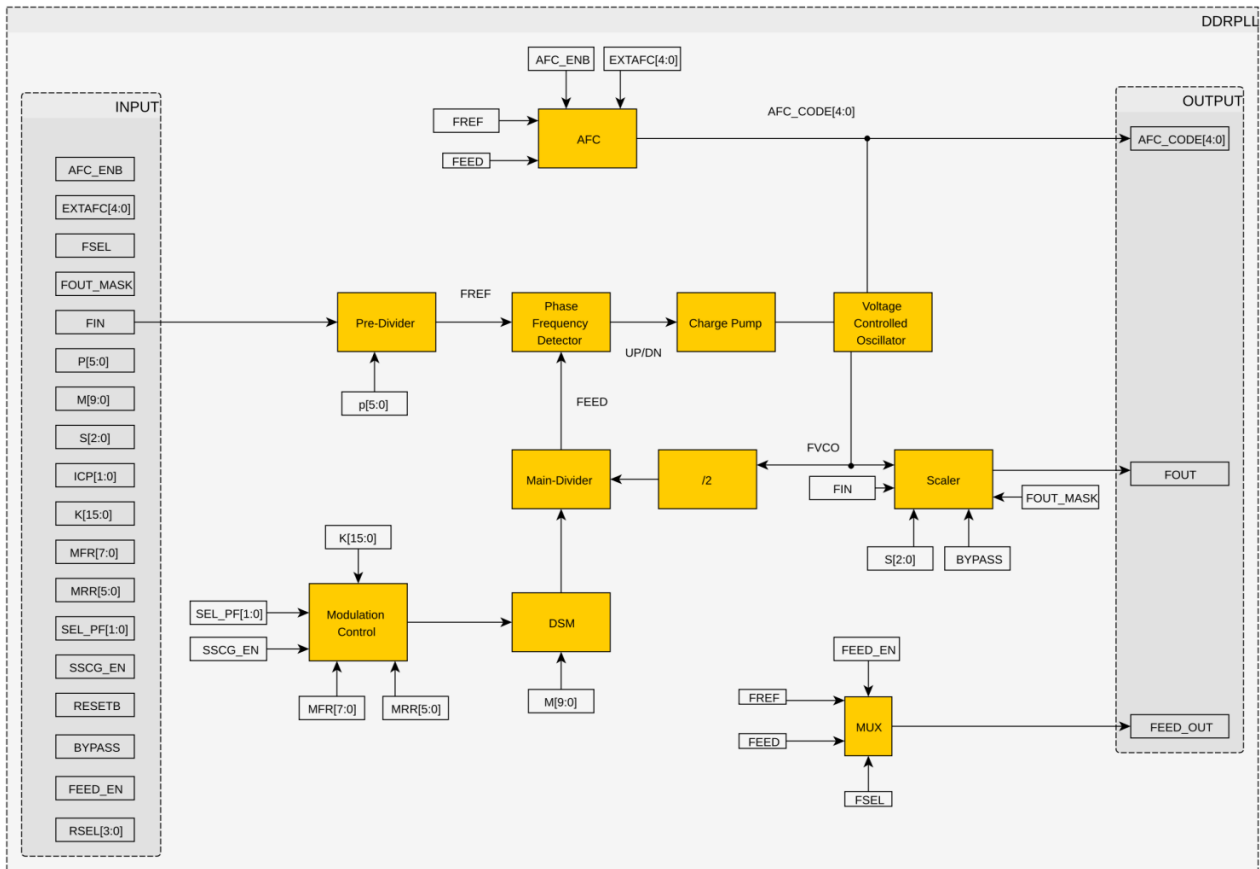 DDRPLL
INPUT
AFC_ENB
EXTAFC[4:0]
FSEL
FOUT_MASK
FIN
P[5:0]
M[9:0]
S[2:0]
ICP[1:0]
K[15:0]
MFR[7:0]
MRR[5:0]
SEL_PF[1:0]
SSCG_EN
RESETB
BYPASS
FEED_EN
RSEL[3:0]
AFC_ENB
EXTAFC[4:0]
FREF
FEED
AFC
AFC_CODE[4:0]
Pre-Divider
p[5:0]
FREF
Phase
Frequency
Detector
UP/DN
Charge Pump
Voltage
Controlled
Oscillator
FEED
FVCO
Main-Divider
/2
FIN
Scaler
FOUT_MASK
S[2:0]
BYPASS
K[15:0]
SEL_PF[1:0]
SSCG_EN
Modulation
Control
MFR[7:0]
MRR[5:0]
DSM
M[9:0]
FEED_EN
FREF
FEED
MUX
FSEL
OUTPUT
AFC_CODE[4:0]
FOUT
FEED_OUT